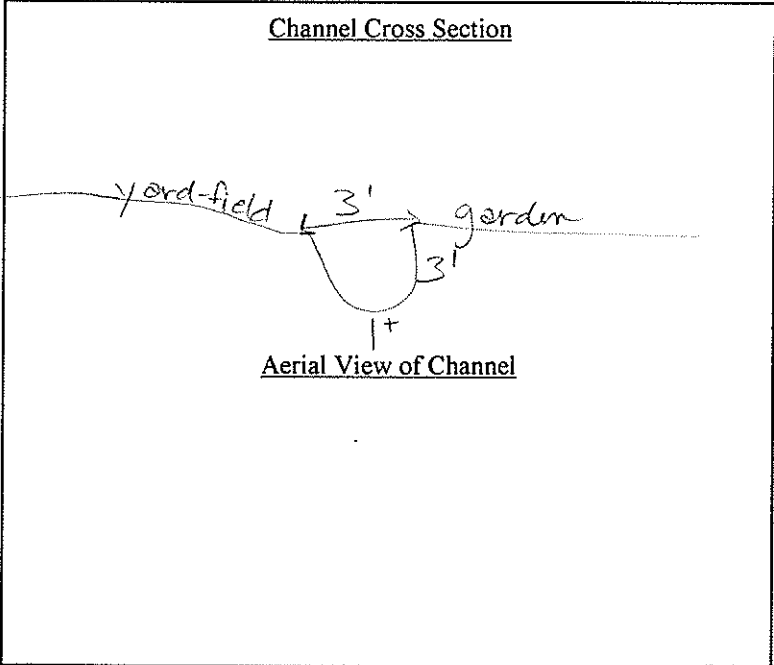 Channel Cross Section
yard-field 3' garden
3'
1+
Aerial View of Channel